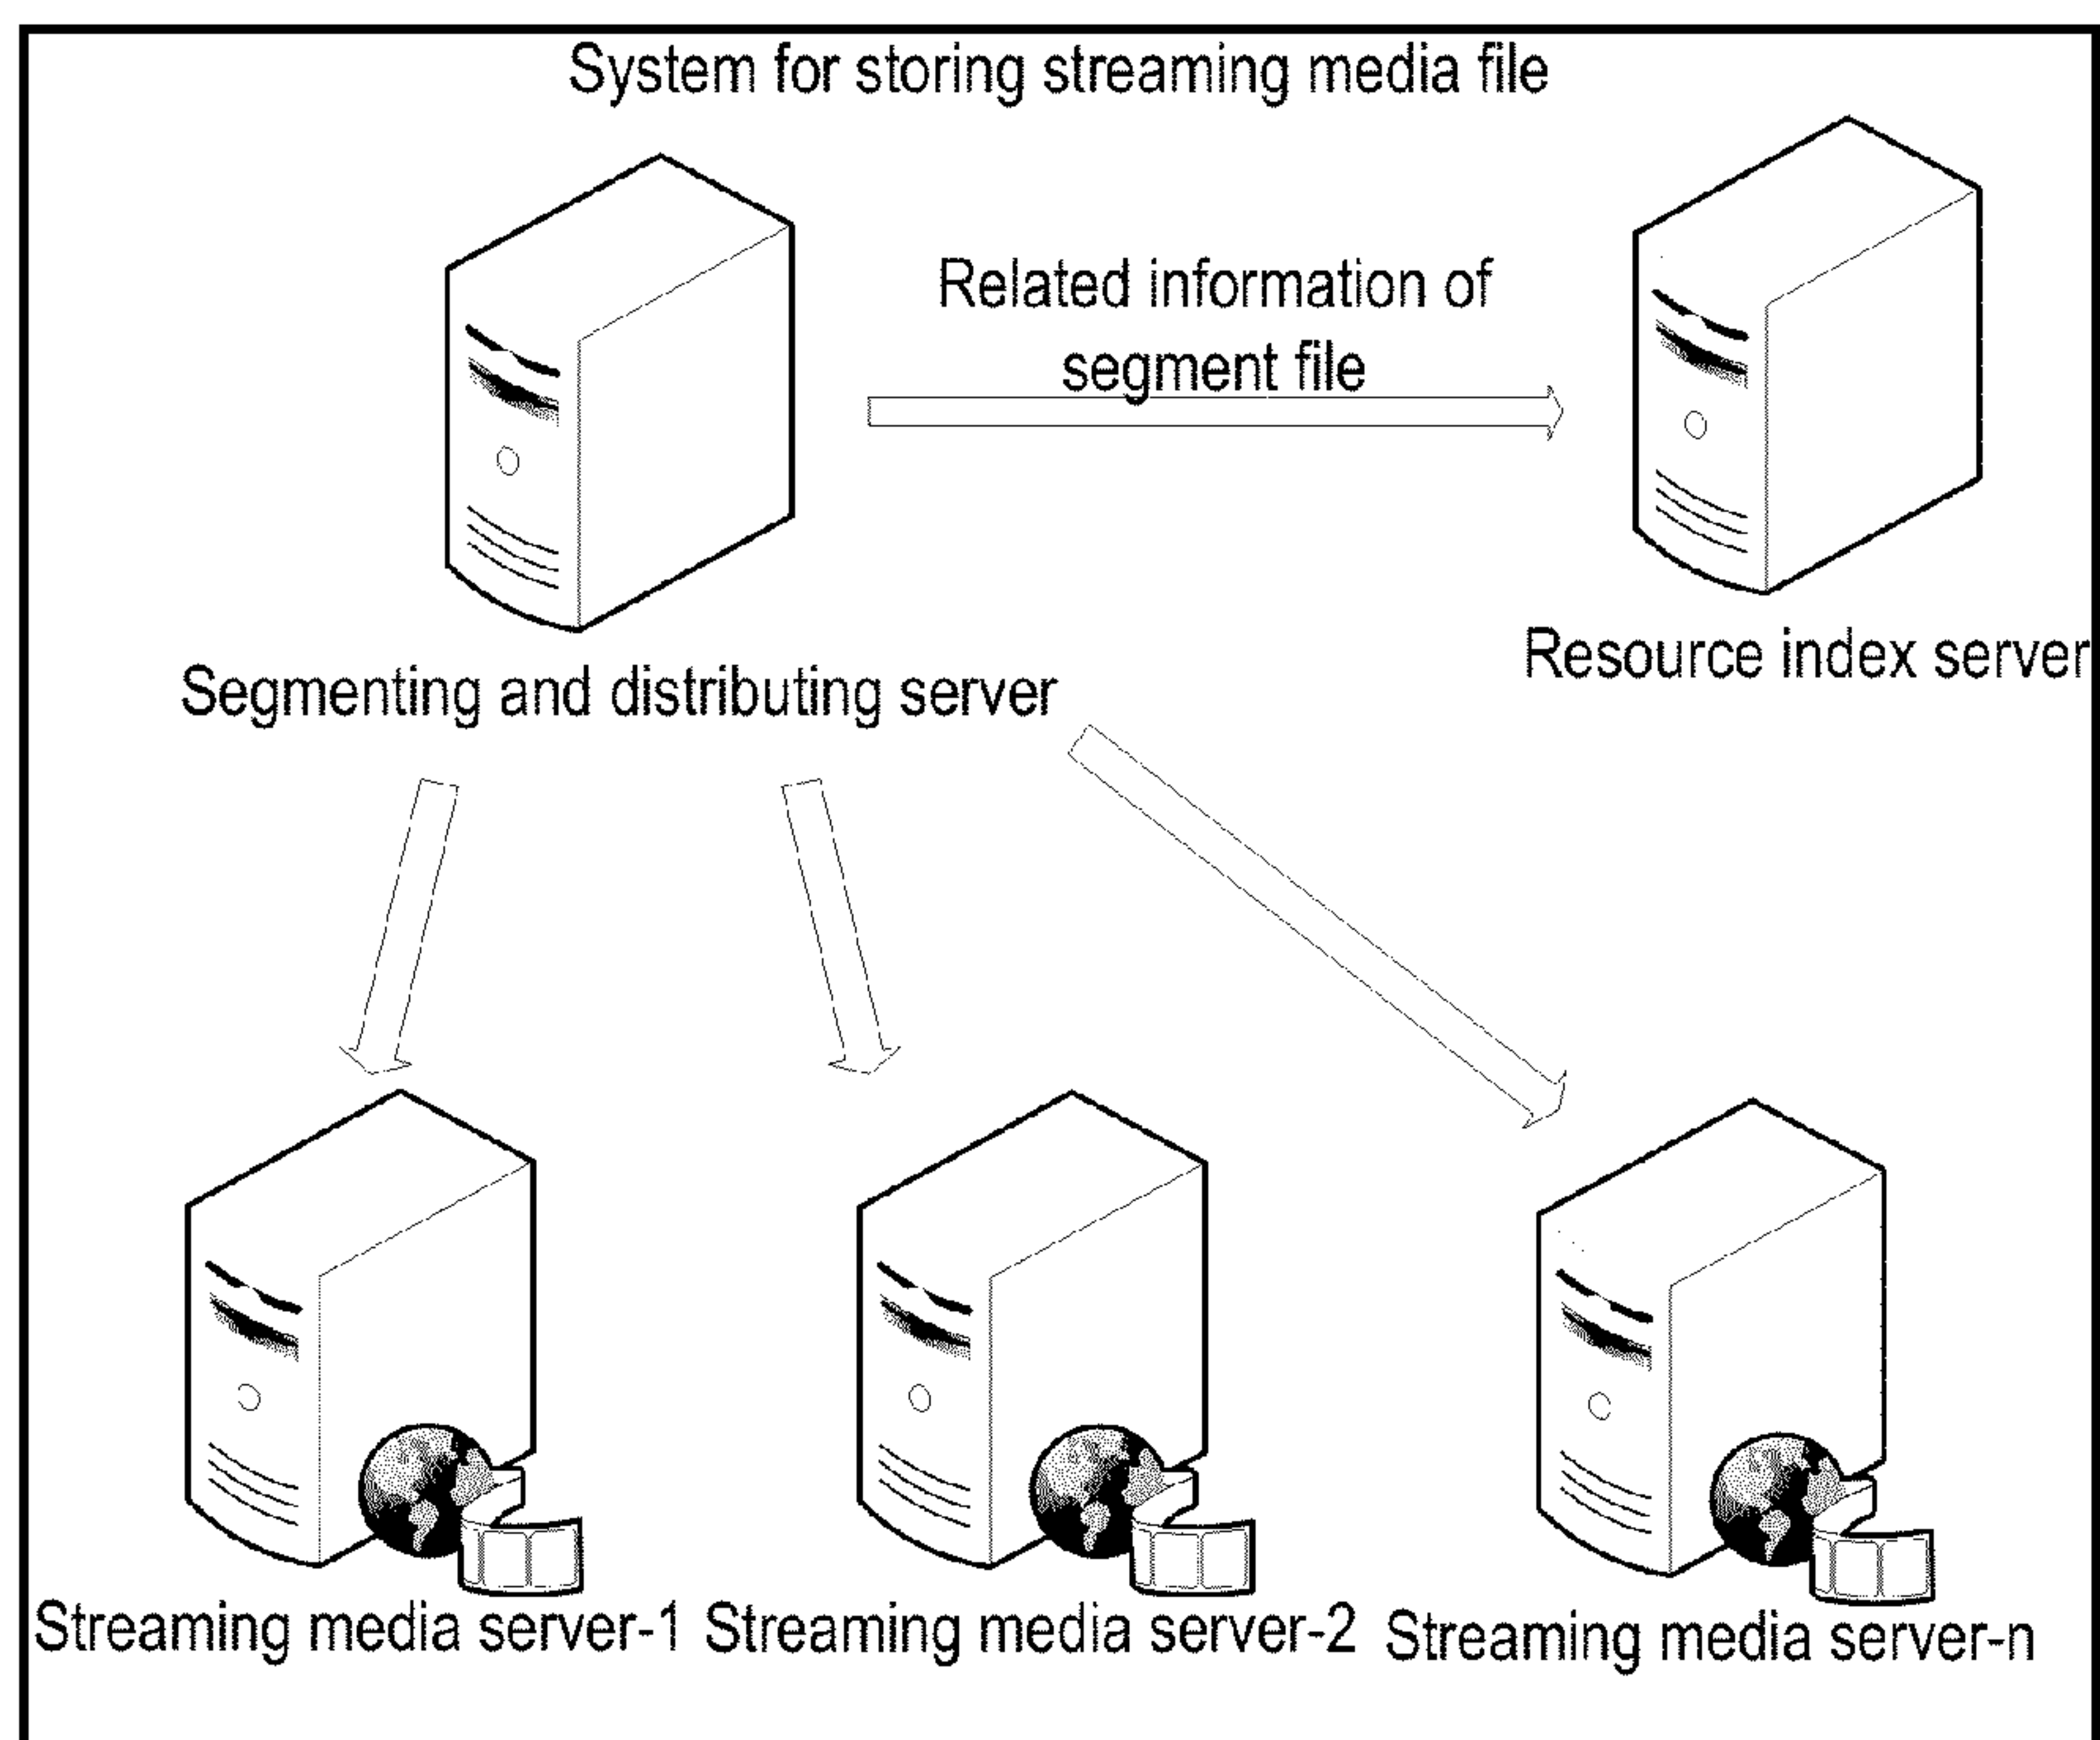 System for storing streaming media file
Related information of
segment file
Resource index server
Segmenting and distributing server
Streaming media server-1
Streaming media server-2
Streaming media server-n